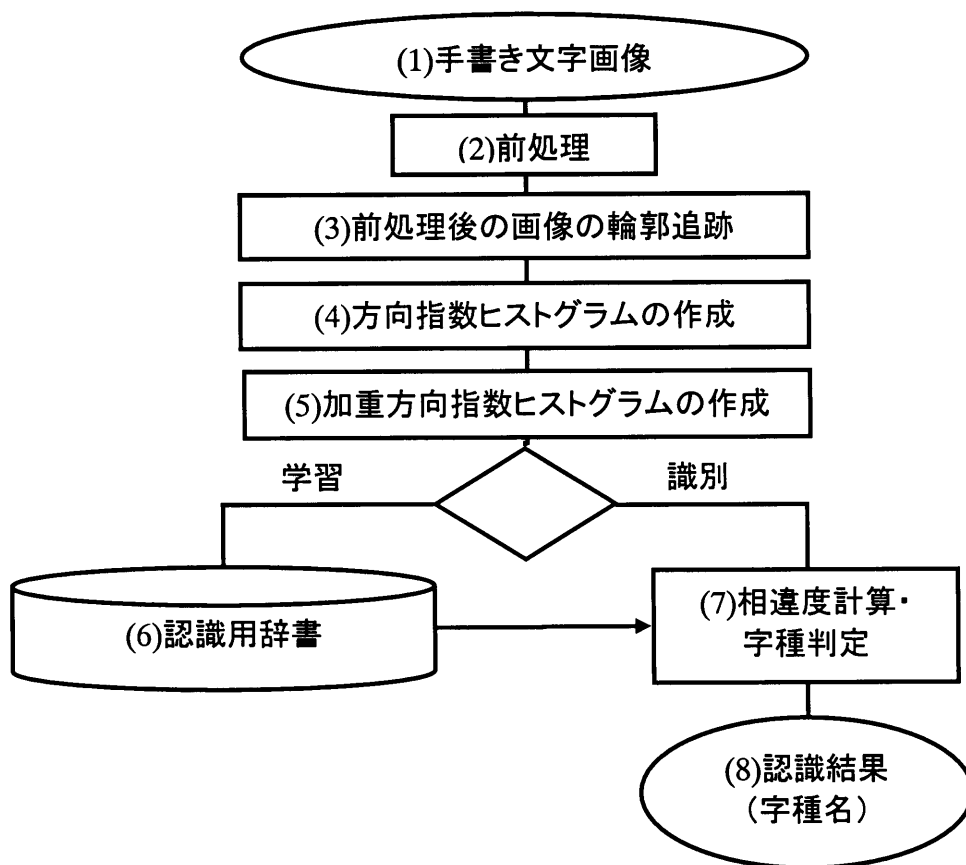 (1)手書き文字画像
(2)前処理
(3)前処理後の画像の輪郭追跡
(4)方向指数ヒストグラムの作成
(5)加重方向指数ヒストグラムの作成
学習
識別
(6)認識用辞書
(7)相違度計算・
字種判定
(8)認識結果
(字種名)